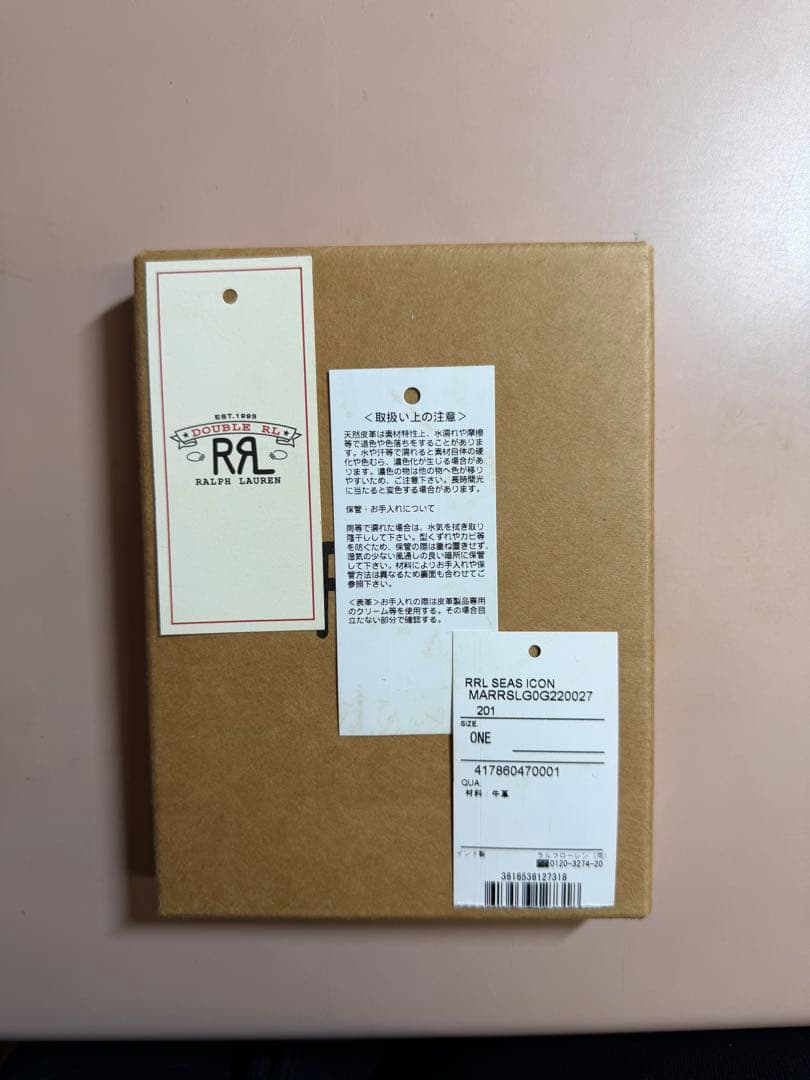 EST.1993
DOUBLE RL
RRL
RALPH LAUREN
＜取扱い上の注意＞
天然皮革は素材特性上、水濡れや摩擦
等で退色や色落ちをすることがありま
す。水や汗等で濡れると素材自体の硬
化や色むら、濃色化が生じる場合があ
ります。濃色の物は他の物へ色が移り
やすいため、ご注意下さい。長時間光
に当たると変色する場合があります。
保管・お手入れについて
雨等で濡れた場合は、水気を拭き取り
陰干しして下さい。型くずれやカビ等
を防ぐため、保管の際は重ね置きせず、
湿気の少ない風通しの良い暗所に保管
して下さい。材料によりお手入れや保
管方法は異なるため裏面も合わせてご
参照下さい。
＜表革＞お手入れの際は皮革製品専用
のクリーム等を使用する。その場合目
立たない部分で確認する。
RRL SEAS ICON
MARRSLG0G220027
201
SIZE
ONE
417860470001
QUA.
材料：牛革
インド製
ラルフローレン（株）
0120-3274-20
3616536127318